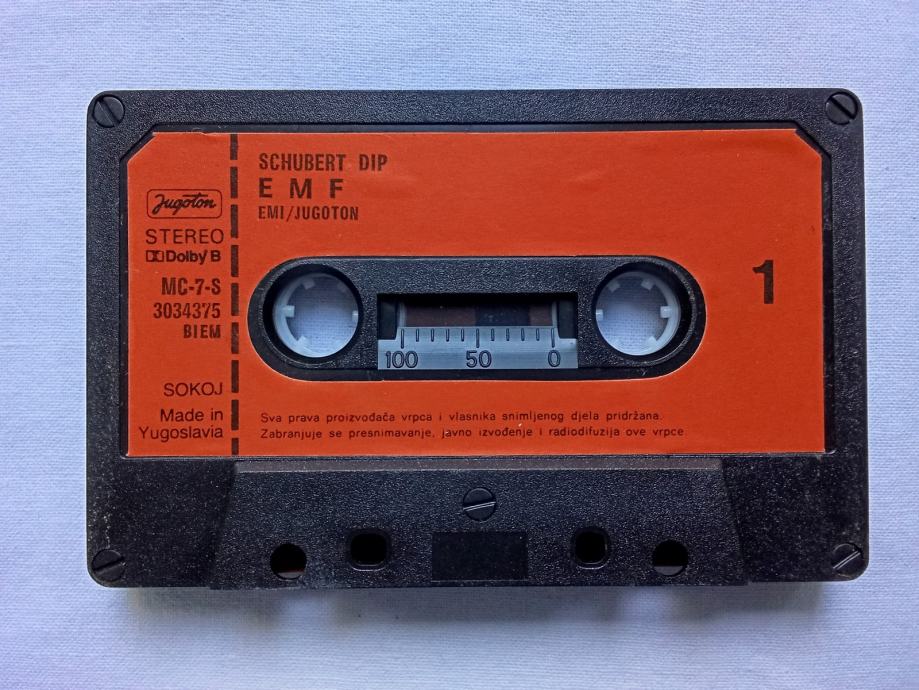 Jugoton
STEREO
Dolby B
MC-7-S
3034375
BIEM
SOKOJ
Made in
Yugoslavia
SCHUBERT DIP
E M F
EMI/JUGOTON
1
100 50 0
Sva prava proizvođača vrpca i vlasnika snimljenog djela pridržana.
Zabranjuje se presnimavanje, javno izvođenje i radiodifuzija ove vrpce